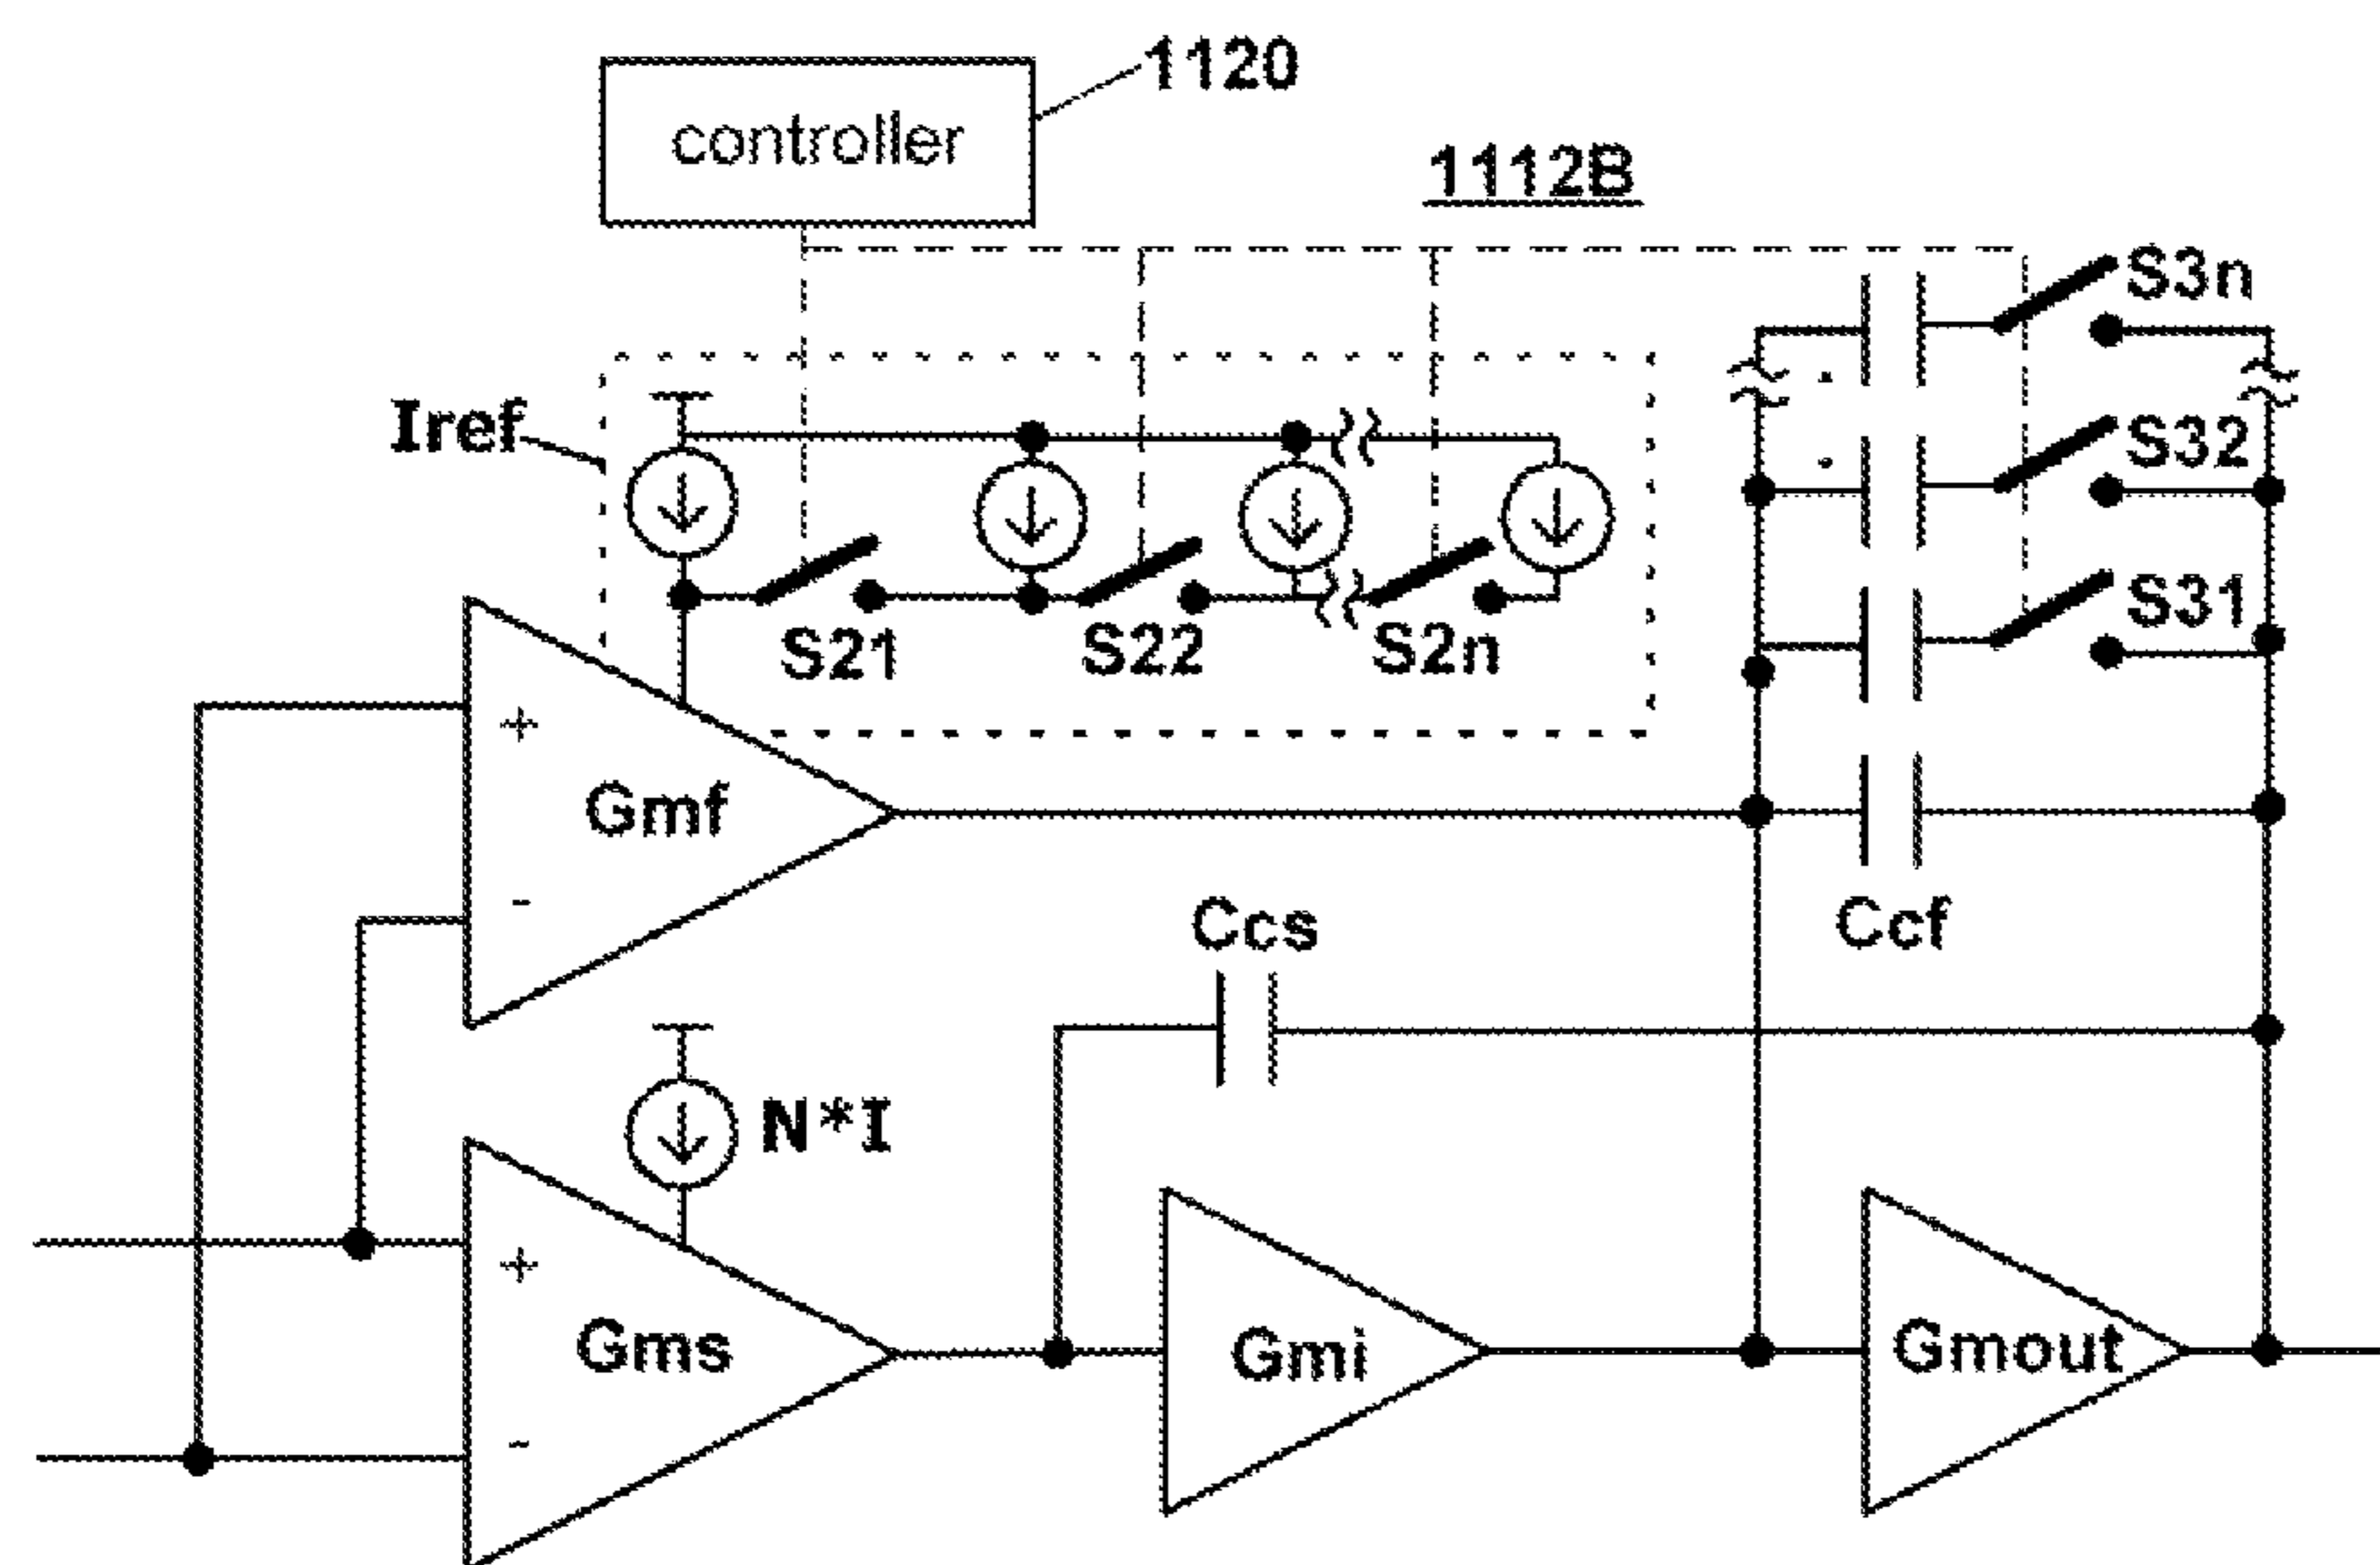 1120
controller
1112B
S3n
Iref
S32
S31
S21
S22
S2n
+
Gmf
-
Ccs
Ccf
N*I
+
Gms
-
Gmi
Gmout